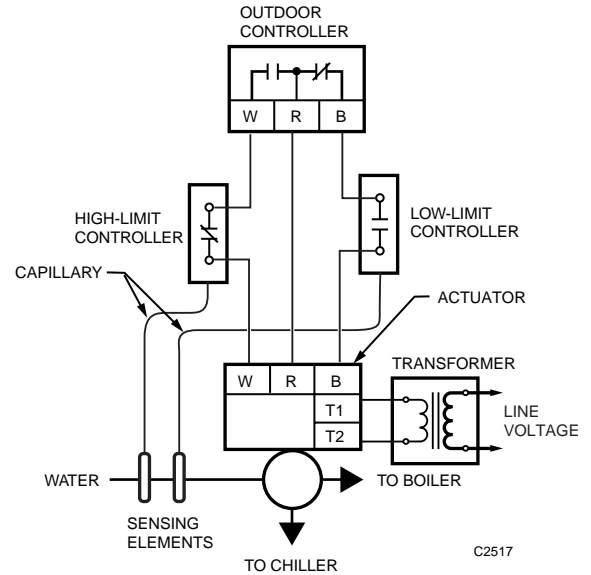 OUTDOOR
CONTROLLER
W R B
HIGH-LIMIT
CONTROLLER
LOW-LIMIT
CONTROLLER
CAPILLARY
ACTUATOR
TRANSFORMER
W R B
T1
T2
LINE
VOLTAGE
WATER
TO BOILER
SENSING
ELEMENTS
TO CHILLER
C2517